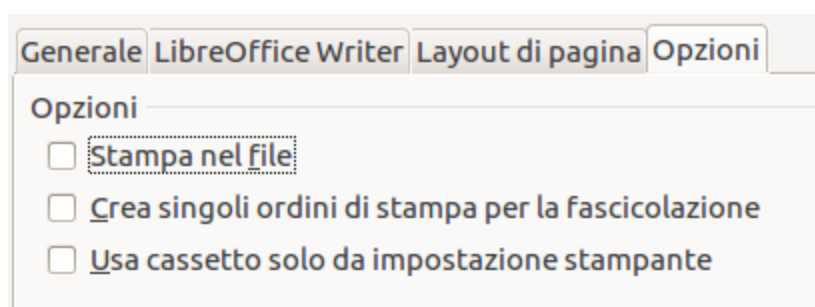 Generale LibreOffice Writer Layout di pagina Opzioni
Opzioni
Stampa nel file
Crea singoli ordini di stampa per la fascicolazione
Usa cassetto solo da impostazione stampante